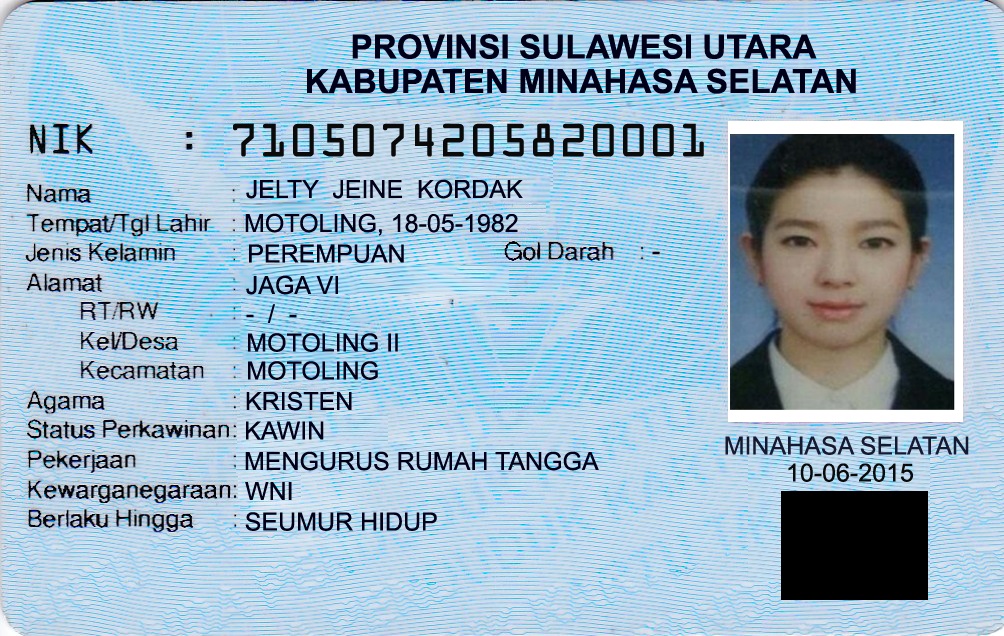 PROVINSI SULAWESI UTARA
KABUPATEN MINAHASA SELATAN
NIK : 7105074205820001
Nama : JELTY JEINE KORDAK
Tempat/Tgl Lahir : MOTOLING, 18-05-1982
Jenis Kelamin : PEREMPUAN Gol Darah : -
Alamat : JAGA VI
RT/RW : - / -
Kel/Desa : MOTOLING II
Kecamatan : MOTOLING
Agama : KRISTEN
Status Perkawinan: KAWIN
Pekerjaan : MENGURUS RUMAH TANGGA
Kewarganegaraan: WNI
Berlaku Hingga : SEUMUR HIDUP
MINAHASA SELATAN
10-06-2015